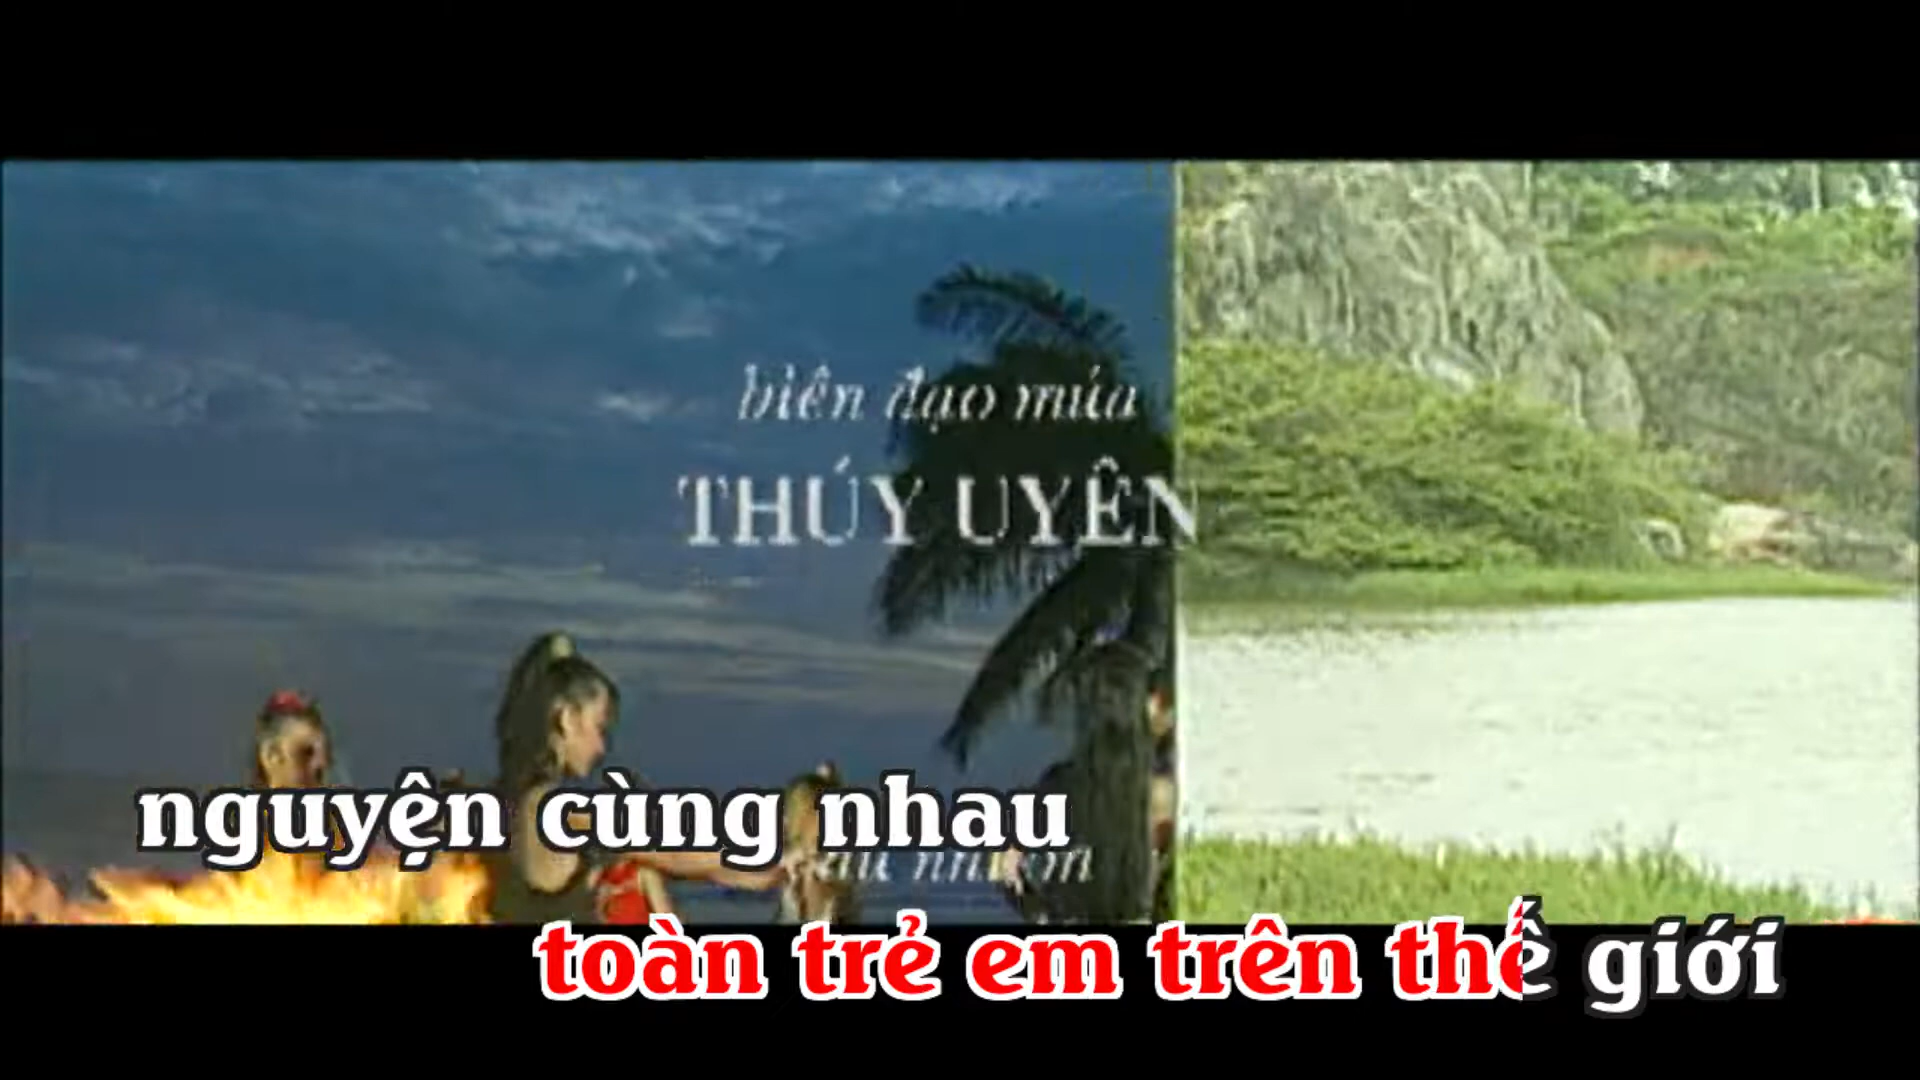 biên đạo múa
THÚY UYÊN
nguyện cùng nhau
toàn trẻ em trên thế giới